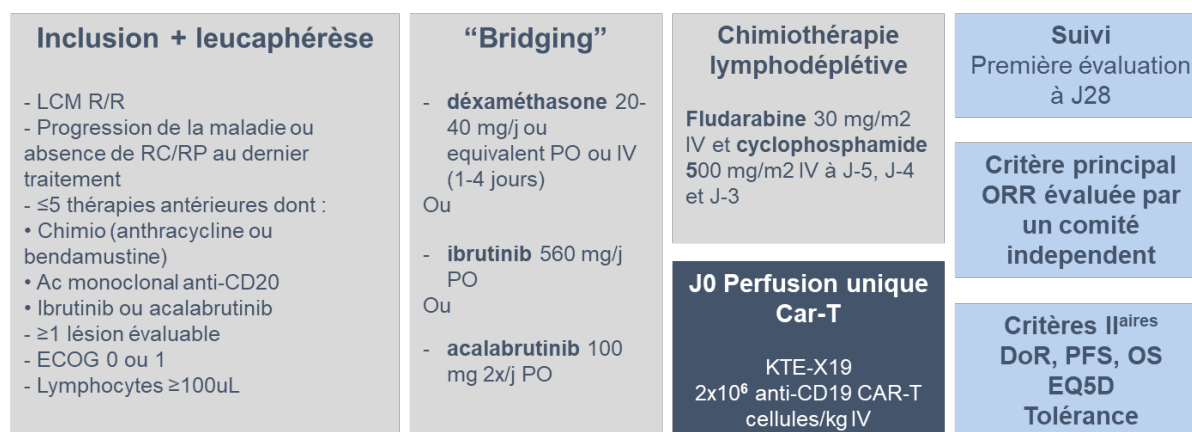 Inclusion + leucaphérèse
- LCM R/R
- Progression de la maladie ou
absence de RC/RP au dernier
traitement
- ≤5 thérapies antérieures dont :
• Chimio (anthracycline ou
bendamustine)
• Ac monoclonal anti-CD20
• Ibrutinib ou acalabrutinib
- ≥1 lésion évaluable
- ECOG 0 ou 1
- Lymphocytes ≥100uL
“Bridging”
- déxaméthasone 20-
40 mg/j ou
equivalent PO ou IV
(1-4 jours)
Ou
- ibrutinib 560 mg/j
PO
Ou
- acalabrutinib 100
mg 2x/j PO
Chimiothérapie
lymphodéplétive
Fludarabine 30 mg/m2
IV et cyclophosphamide
500 mg/m2 IV à J-5, J-4
et J-3
J0 Perfusion unique
Car-T
KTE-X19
2x10⁶ anti-CD19 CAR-T
cellules/kg IV
Suivi
Première évaluation
à J28
Critère principal
ORR évaluée par
un comité
independent
Critères IIaires
DoR, PFS, OS
EQ5D
Tolérance